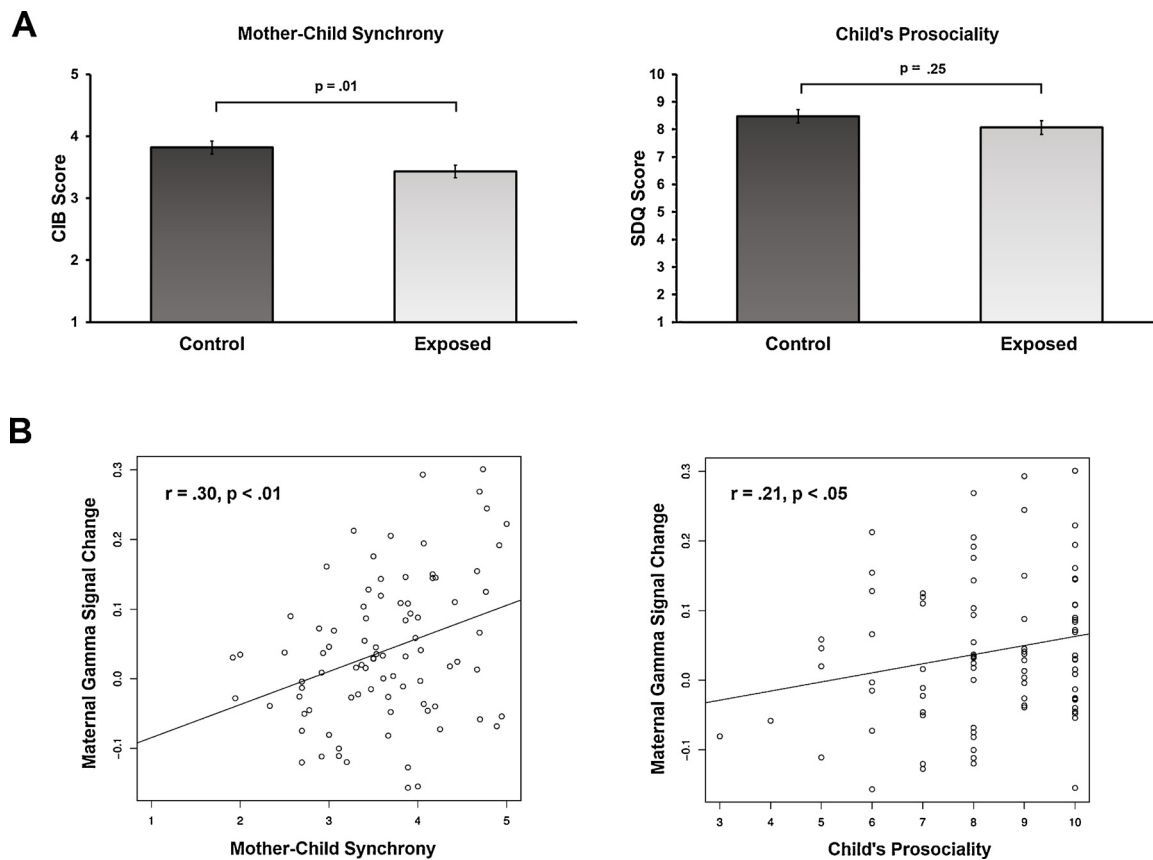 A
Mother-Child Synchrony
p = .01
CIB Score
5
4
3
2
1
Control
Exposed
Child's Prosociality
p = .25
SDQ Score
10
9
8
7
6
5
4
3
2
1
Control
Exposed
B
r = .30, p < .01
Maternal Gamma Signal Change
0.3
0.2
0.1
0.0
−0.1
1 2 3 4 5
Mother-Child Synchrony
r = .21, p < .05
Maternal Gamma Signal Change
0.3
0.2
0.1
0.0
−0.1
3 4 5 6 7 8 9 10
Child's Prosociality